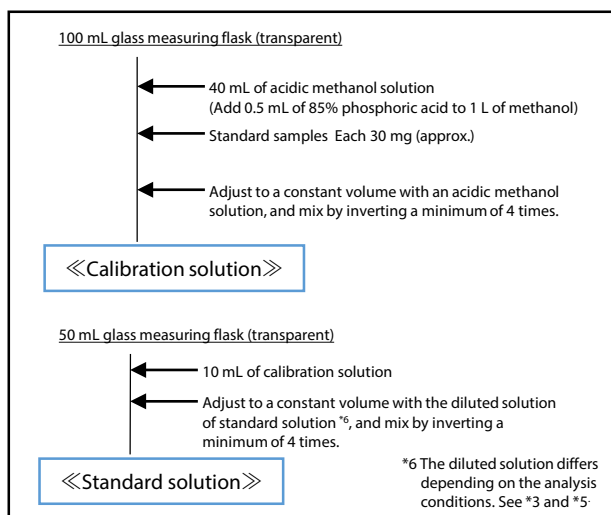 100 mL glass measuring flask (transparent)
40 mL of acidic methanol solution
(Add 0.5 mL of 85% phosphoric acid to 1 L of methanol)
Standard samples Each 30 mg (approx.)
Adjust to a constant volume with an acidic methanol
solution, and mix by inverting a minimum of 4 times.
≪Calibration solution≫
50 mL glass measuring flask (transparent)
10 mL of calibration solution
Adjust to a constant volume with the diluted solution
of standard solution *6, and mix by inverting a
minimum of 4 times.
≪Standard solution≫
*6 The diluted solution differs
depending on the analysis
conditions. See *3 and *5.